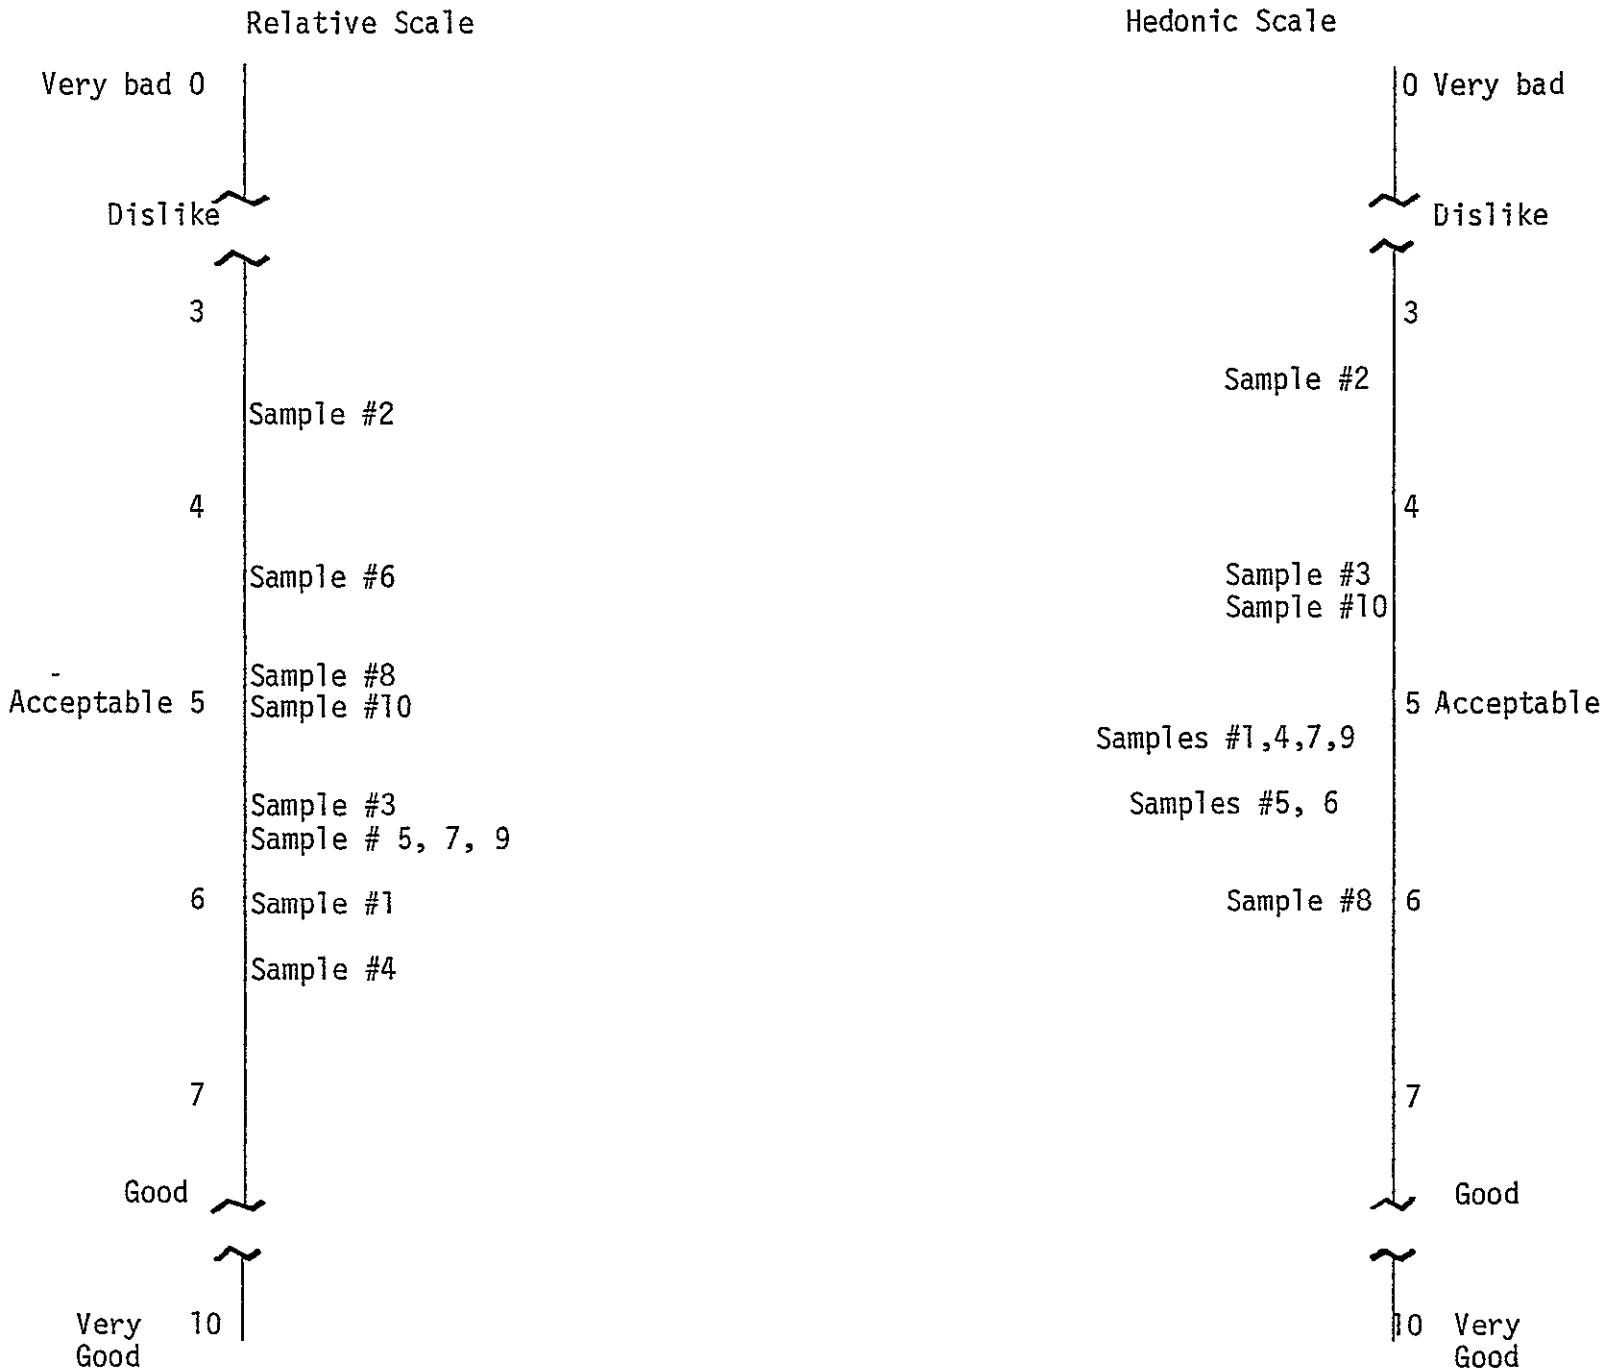 Relative Scale
Hedonic Scale
Very bad 0
0 Very bad
Dislike
Dislike
3
3
Sample #2
Sample #2
4
4
Sample #6
Sample #3
Sample #10
Sample #8
Acceptable 5
Sample #10
5 Acceptable
Samples #1,4,7,9
Sample #3
Samples #5, 6
Sample # 5, 7, 9
6
Sample #1
Sample #8
6
Sample #4
7
7
Good
Good
Very 10
Good
10 Very
Good